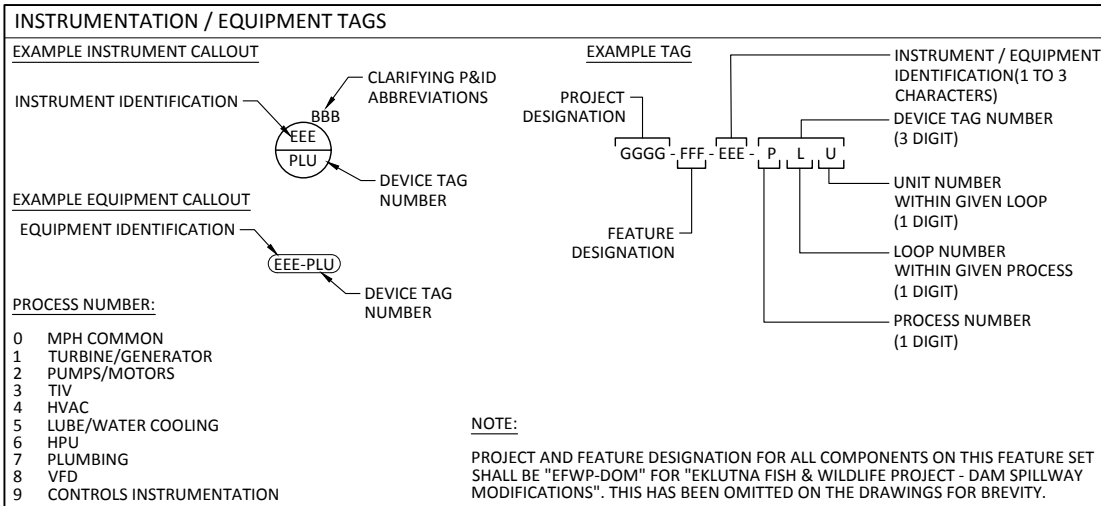 INSTRUMENTATION / EQUIPMENT TAGS
EXAMPLE INSTRUMENT CALLOUT
INSTRUMENT IDENTIFICATION
CLARIFYING P&ID
ABBREVIATIONS
BBB
EEE
PLU
DEVICE TAG
NUMBER
EXAMPLE EQUIPMENT CALLOUT
EQUIPMENT IDENTIFICATION
EEE-PLU
DEVICE TAG
NUMBER
PROCESS NUMBER:
0 MPH COMMON
1 TURBINE/GENERATOR
2 PUMPS/MOTORS
3 TIV
4 HVAC
5 LUBE/WATER COOLING
6 HPU
7 PLUMBING
8 VFD
9 CONTROLS INSTRUMENTATION
EXAMPLE TAG
PROJECT
DESIGNATION
GGGG - FFF - EEE - P L U
FEATURE
DESIGNATION
INSTRUMENT / EQUIPMENT
IDENTIFICATION(1 TO 3
CHARACTERS)
DEVICE TAG NUMBER
(3 DIGIT)
UNIT NUMBER
WITHIN GIVEN LOOP
(1 DIGIT)
LOOP NUMBER
WITHIN GIVEN PROCESS
(1 DIGIT)
PROCESS NUMBER
(1 DIGIT)
NOTE:
PROJECT AND FEATURE DESIGNATION FOR ALL COMPONENTS ON THIS FEATURE SET
SHALL BE "EFWP-DOM" FOR "EKLUTNA FISH & WILDLIFE PROJECT - DAM SPILLWAY
MODIFICATIONS". THIS HAS BEEN OMITTED ON THE DRAWINGS FOR BREVITY.